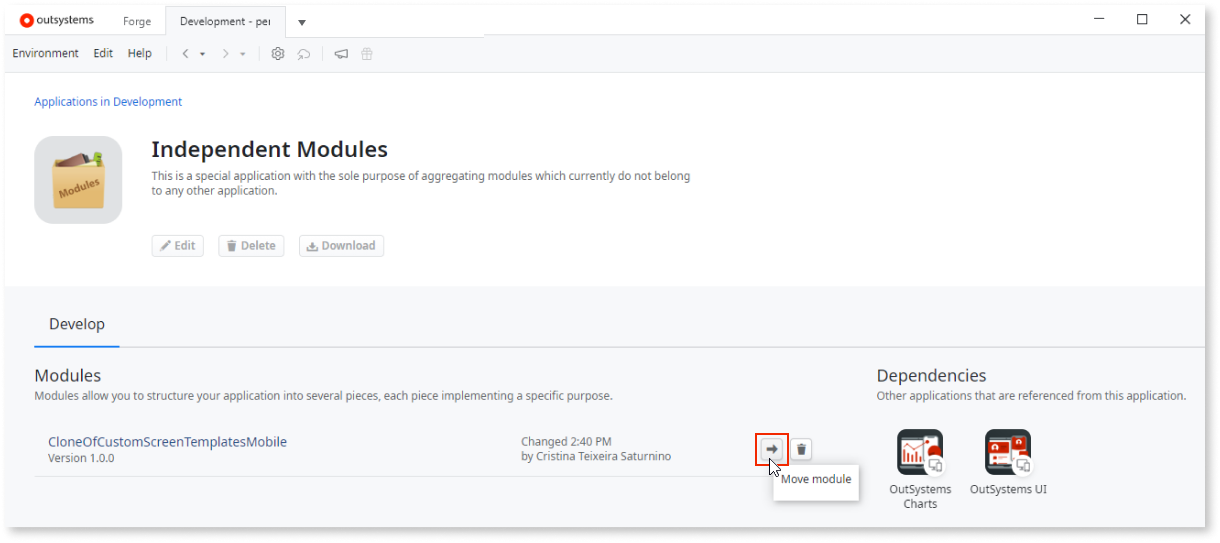 outsystems
Forge
Development - per
Environment Edit Help
Applications in Development
Modules
Independent Modules
This is a special application with the sole purpose of aggregating modules which currently do not belong
to any other application.
Edit Delete Download
Develop
Modules
Modules allow you to structure your application into several pieces, each piece implementing a specific purpose.
CloneOfCustomScreenTemplatesMobile
Version 1.0.0
Changed 2:40 PM
by Cristina Teixeira Saturnino
Move module
Dependencies
Other applications that are referenced from this application.
OutSystems
Charts
OutSystems UI